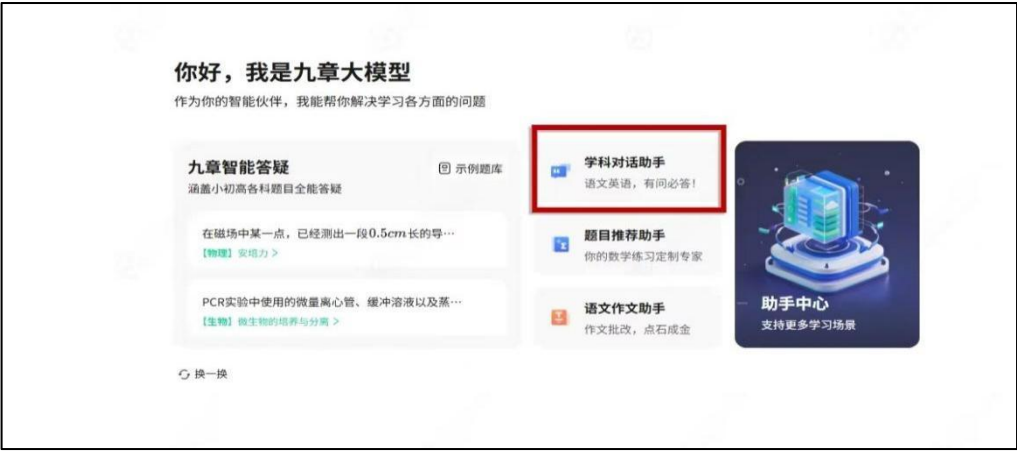 你好，我是九章大模型
作为你的智能伙伴，我能帮你解决学习各方面的问题
九章智能答疑
示例题库
涵盖小初高各科题目全能答疑
在磁场中某一点，已经测出一段0.5cm长的导…
【物理】安培力 >
PCR实验中使用的微量离心管、缓冲溶液以及蒸…
【生物】微生物的培养与分离 >
换一换
学科对话助手
语文英语，有问必答！
题目推荐助手
你的数学练习定制专家
语文作文助手
作文批改，点石成金
助手中心
支持更多学习场景